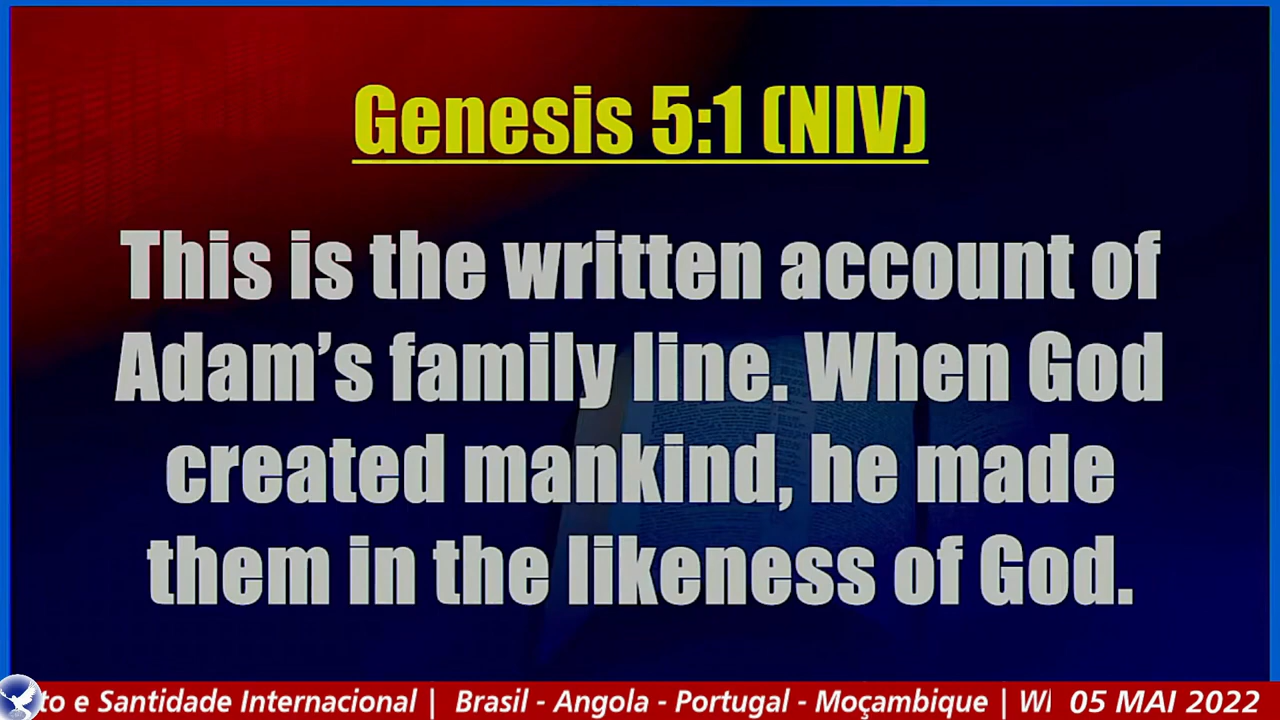 Genesis 5:1 (NIV)
This is the written account of
Adam’s family line. When God
created mankind, he made
them in the likeness of God.
to e Santidade Internacional | Brasil - Angola - Portugal - Moçambique | 05 MAI 2022